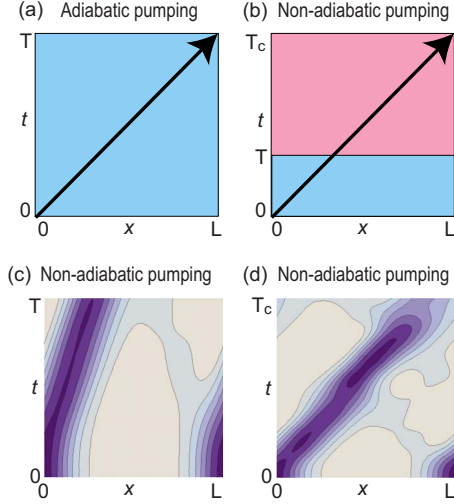 (a) Adiabatic pumping
T
t
0
0 x L
(b) Non-adiabatic pumping
Tc
t
T
0
0 x L
(c) Non-adiabatic pumping
T
t
0
0 x L
(d) Non-adiabatic pumping
Tc
t
0
0 x L